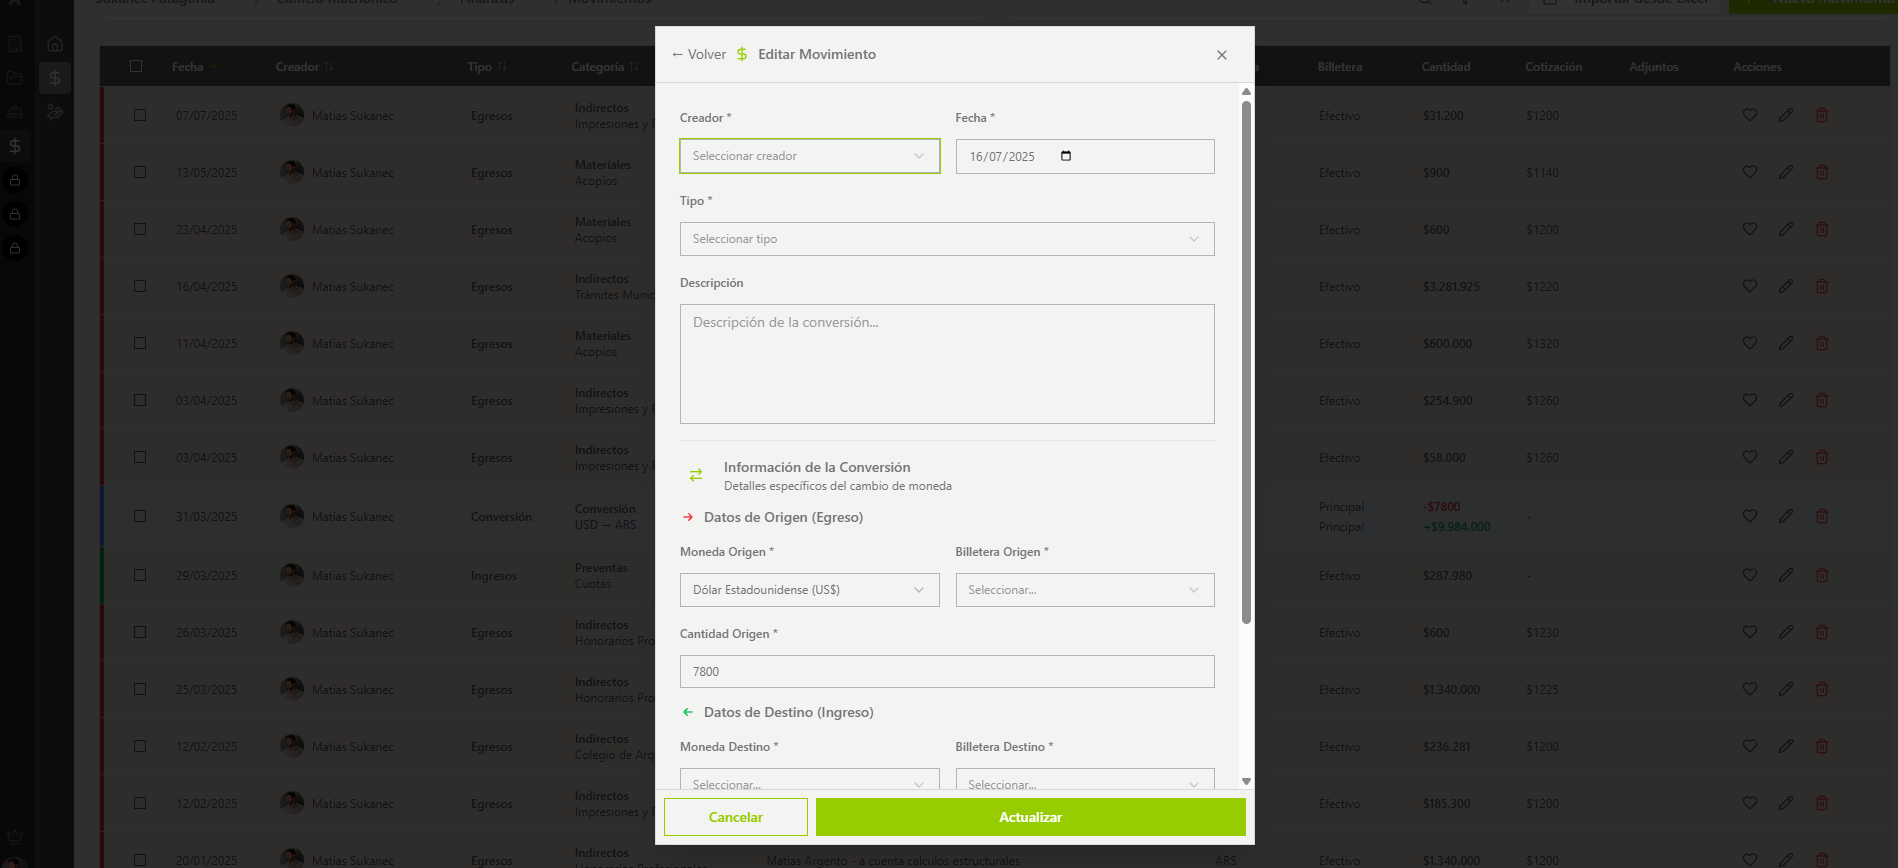 Sukanec Patagonia
Edificio Machonico
Finanzas
Movimientos
Importar desde Excel
Nuevo movimiento
← Volver
Editar Movimiento
Fecha
Creador
Tipo
Categoría
Billetera
Cantidad
Cotización
Adjuntos
Acciones
07/07/2025 Matias Sukanec Egresos Indirectos Efectivo $31.200 $1200
Impresiones y
13/05/2025 Matias Sukanec Egresos Materiales Efectivo $900 $1140
Acopios
23/04/2025 Matias Sukanec Egresos Materiales Efectivo $600 $1200
Acopios
16/04/2025 Matias Sukanec Egresos Indirectos Efectivo $3.281.925 $1220
Trámites Munic
11/04/2025 Matias Sukanec Egresos Materiales Efectivo $600.000 $1320
Acopios
03/04/2025 Matias Sukanec Egresos Indirectos Efectivo $254.900 $1260
Impresiones y
03/04/2025 Matias Sukanec Egresos Indirectos Efectivo $58.000 $1260
Impresiones y
31/03/2025 Matias Sukanec Conversión Conversión Principal -$7800 -
USD → ARS Principal +$9.984.000
29/03/2025 Matias Sukanec Ingresos Preventas Efectivo $287.980 -
Cuotas
26/03/2025 Matias Sukanec Egresos Indirectos Efectivo $600 $1230
Honorarios Pro
25/03/2025 Matias Sukanec Egresos Indirectos Efectivo $1.340.000 $1225
Honorarios Pro
12/02/2025 Matias Sukanec Egresos Indirectos Efectivo $236.281 $1200
Colegio de Arq
12/02/2025 Matias Sukanec Egresos Indirectos Efectivo $185.300 $1200
Impresiones y
20/01/2025 Matias Sukanec Egresos Indirectos Matias Argento - a cuenta calculos estructurales ARS Efectivo $1.340.000 $1200
Honorarios Profesionales
Creador *
Seleccionar creador
Fecha *
16/07/2025
Tipo *
Seleccionar tipo
Descripción
Descripción de la conversión...
Información de la Conversión
Detalles específicos del cambio de moneda
Datos de Origen (Egreso)
Moneda Origen *
Dólar Estadounidense (US$)
Billetera Origen *
Seleccionar...
Cantidad Origen *
7800
Datos de Destino (Ingreso)
Moneda Destino *
Seleccionar...
Billetera Destino *
Seleccionar...
Cancelar
Actualizar